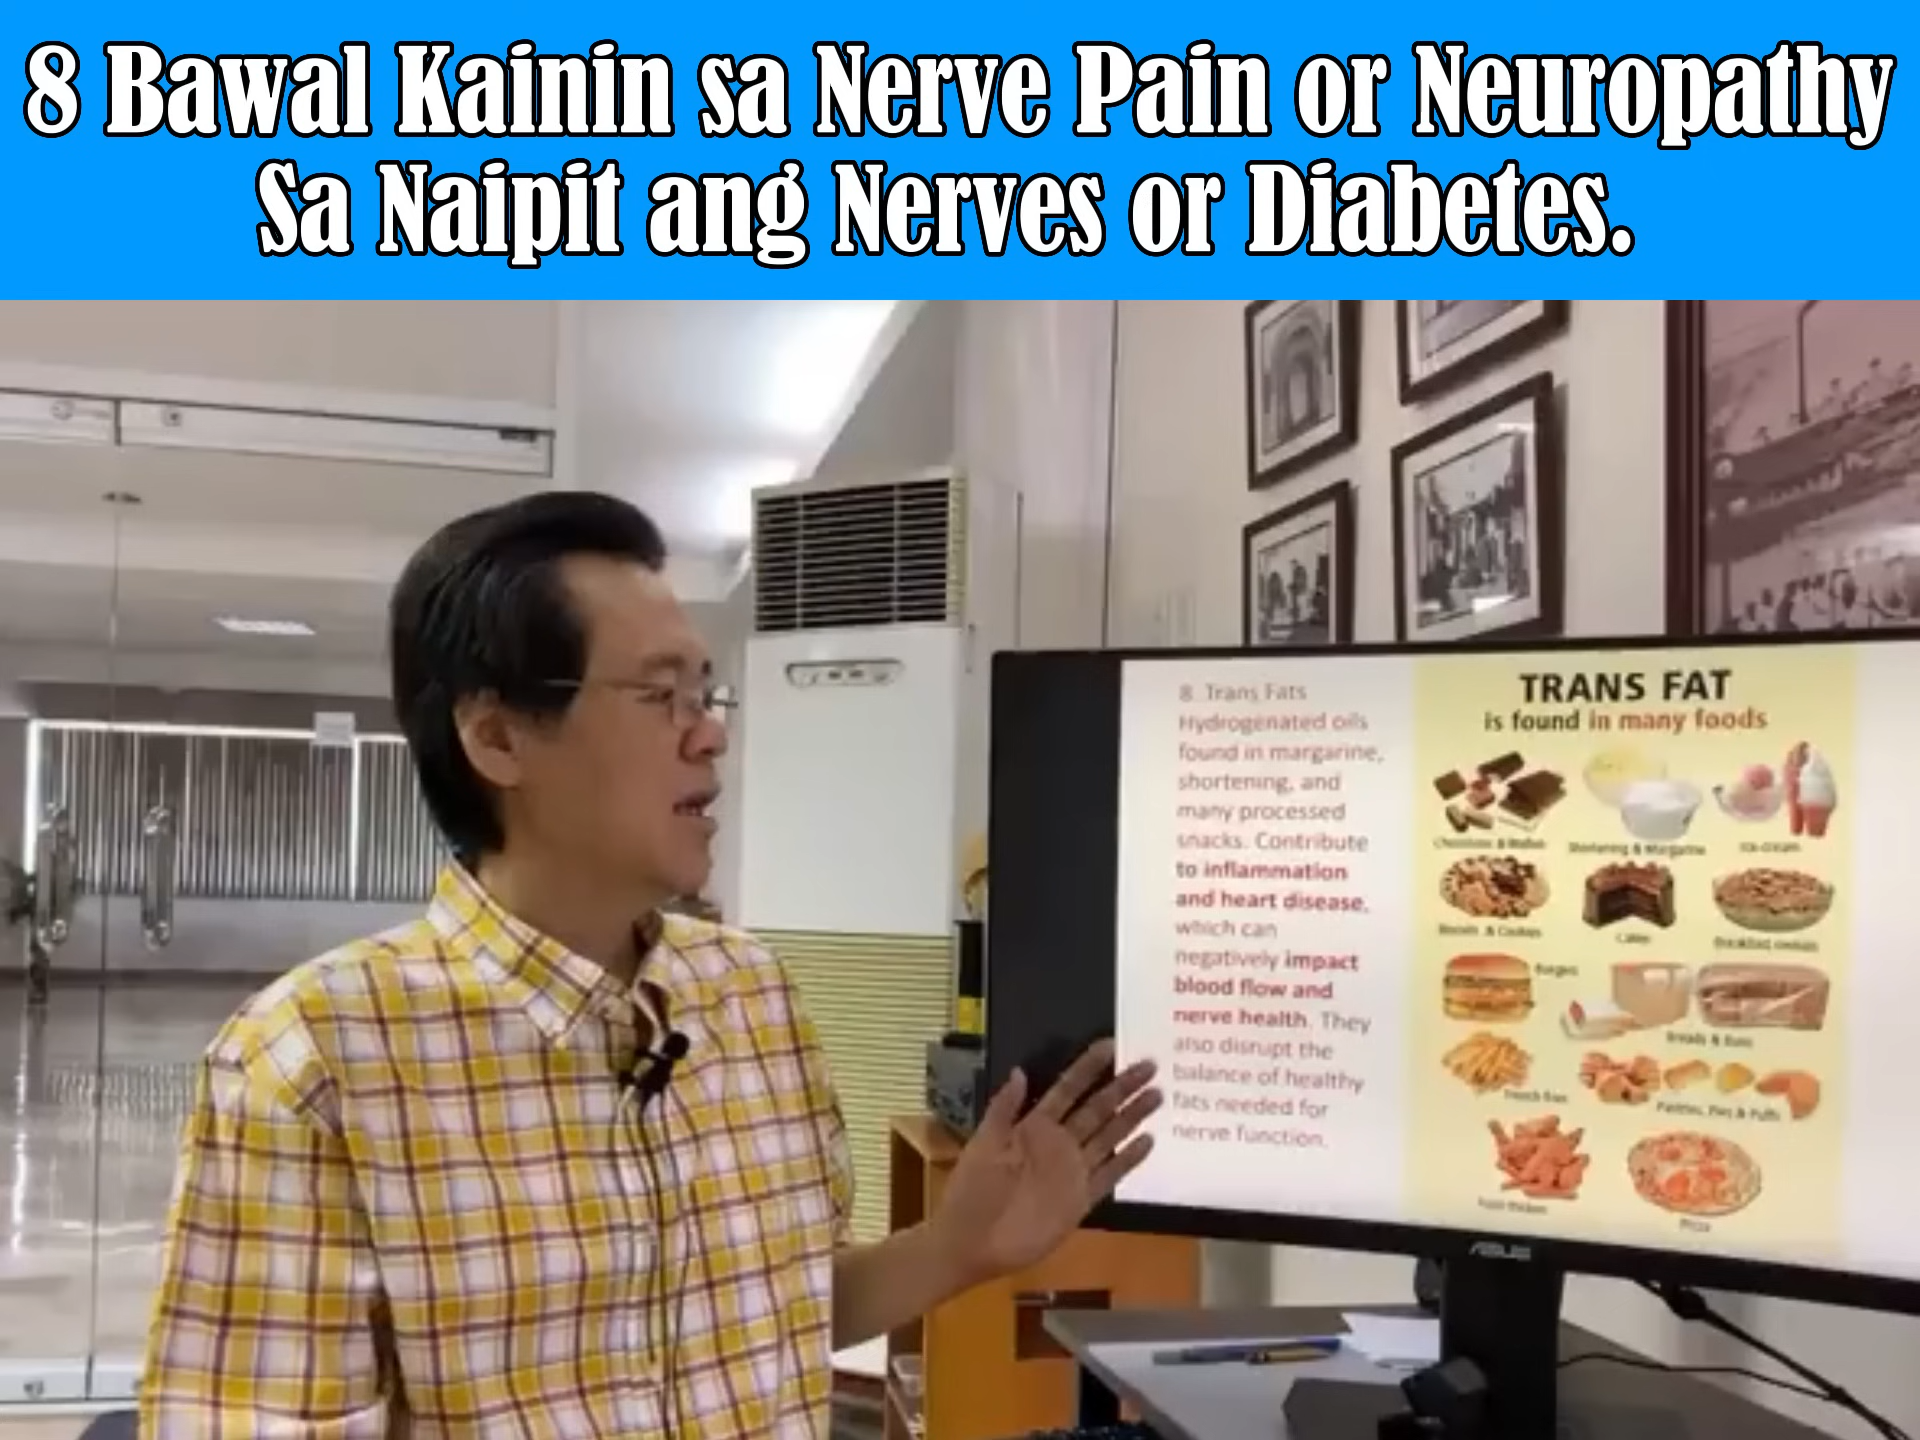 8 Bawal Kainin sa Nerve Pain or Neuropathy
Sa Naipit ang Nerves or Diabetes.
8. Trans Fats
Hydrogenated oils
found in margarine,
shortening, and
many processed
snacks. Contribute
to inflammation
and heart disease,
which can
negatively impact
blood flow and
nerve health. They
also disrupt the
balance of healthy
fats needed for
nerve function.
TRANS FAT
is found in many foods
Shortening & Margarine
Ice-cream
Biscuits & Cookies
Cakes
Breakfast cereals
Burgers
Breads & Buns
French fries
Pastries, Pies & Puffs
Fried chicken
Pizza
ASUS